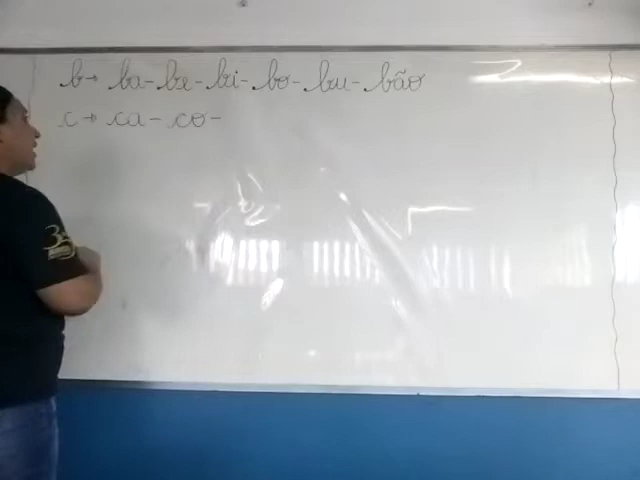 b→ ba- be- bi- bo- bu- bão
c→ ca- co-